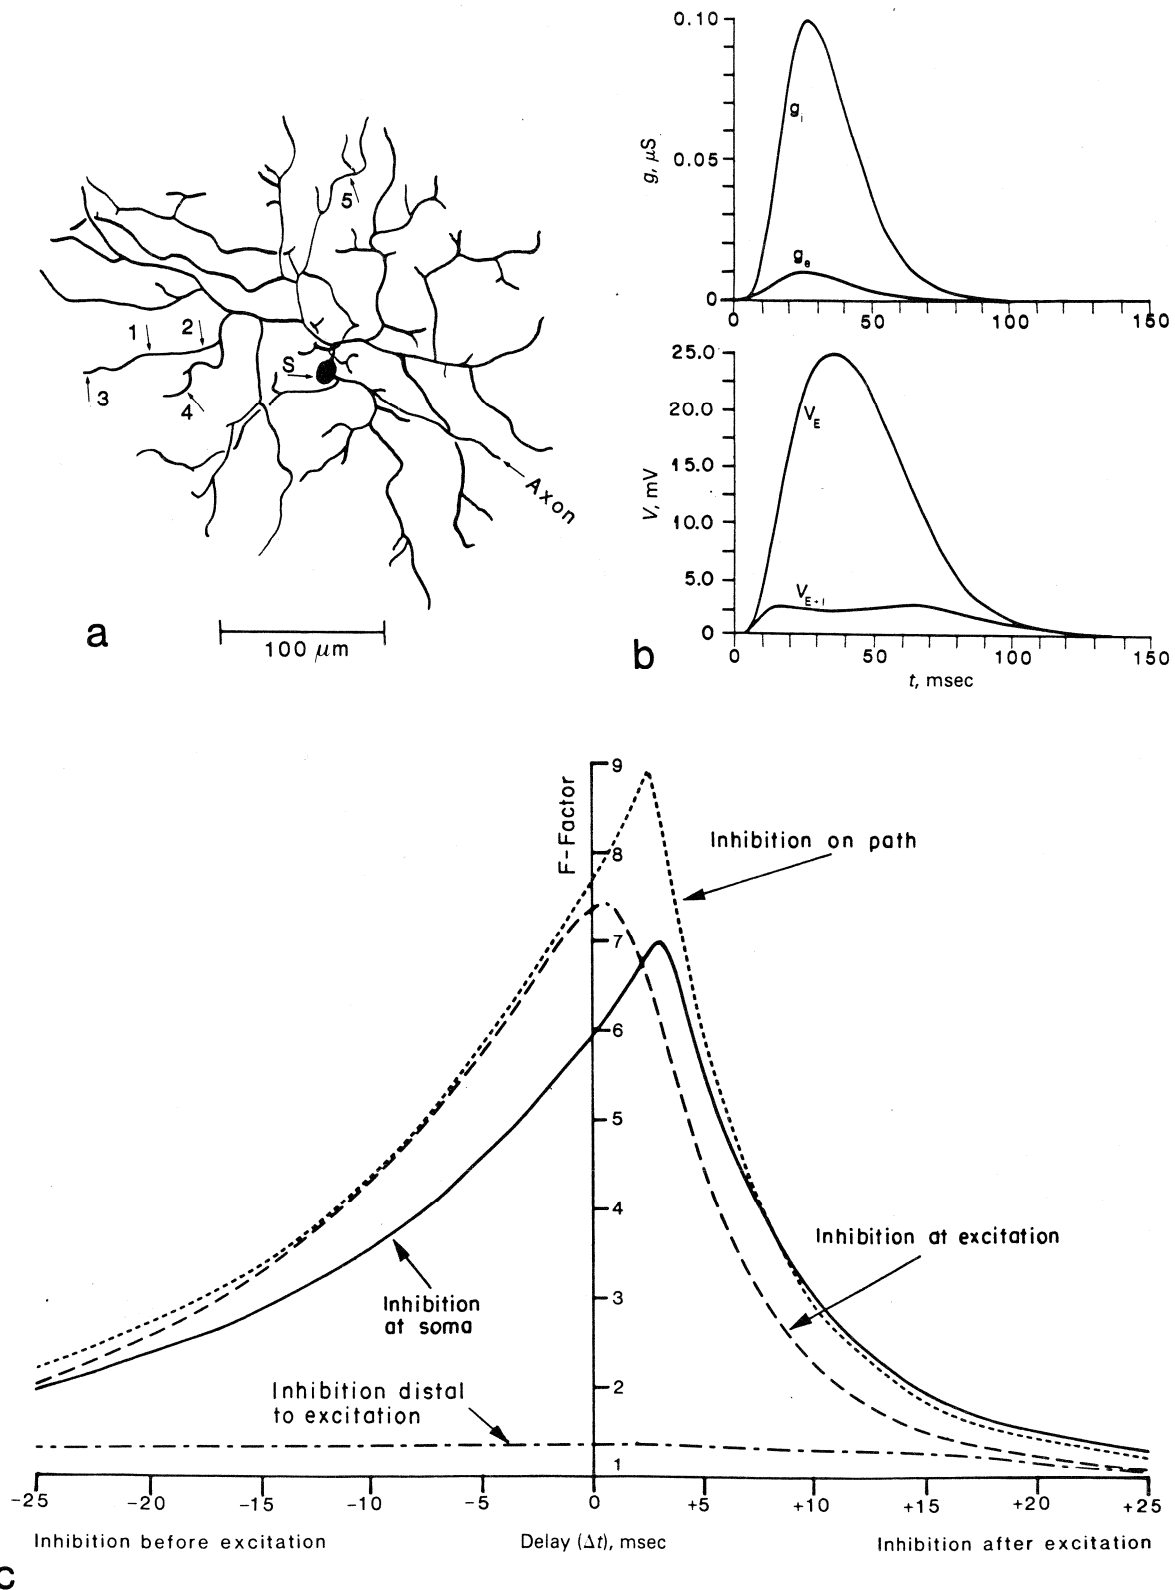 1
2
3
4
5
S
Axon
a
100 μm
0.10
0.05
0
g, μS
g_i
g_e
0
50
100
150
25.0
20.0
15.0
10.0
5.0
0
V, mV
V_E
V_E+I
0
50
100
150
t, msec
b
F-Factor
9
8
7
6
5
4
3
2
1
Inhibition on path
Inhibition at excitation
Inhibition
at soma
Inhibition distal
to excitation
-25
-20
-15
-10
-5
0
+5
+10
+15
+20
+25
Inhibition before excitation
Delay (Δt), msec
Inhibition after excitation
c